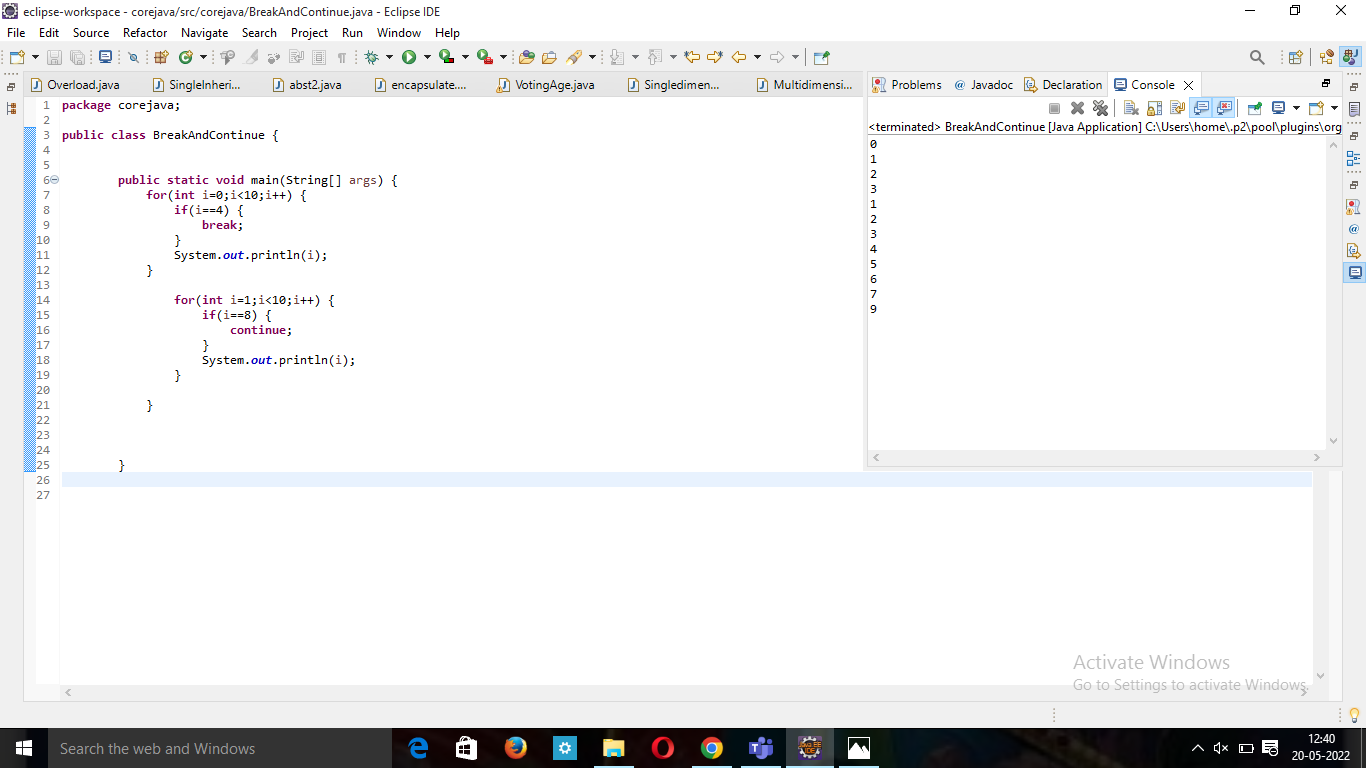 eclipse-workspace - corejava/src/corejava/BreakAndContinue.java - Eclipse IDE
File Edit Source Refactor Navigate Search Project Run Window Help
Overload.java SingleInheri... abst2.java encapsulate.... VotingAge.java Singledimen... Multidimensi...
Problems @ Javadoc Declaration Console
<terminated> BreakAndContinue [Java Application] C:\Users\home\.p2\pool\plugins\org
1 package corejava;
2
3 public class BreakAndContinue {
4
5
6 public static void main(String[] args) {
7 for(int i=0;i<10;i++) {
8 if(i==4) {
9 break;
10 }
11 System.out.println(i);
12 }
13
14 for(int i=1;i<10;i++) {
15 if(i==8) {
16 continue;
17 }
18 System.out.println(i);
19 }
20
21 }
22
23
24
25 }
26
27
0
1
2
3
1
2
3
4
5
6
7
9
Activate Windows
Go to Settings to activate Windows.
Search the web and Windows
12:40
20-05-2022